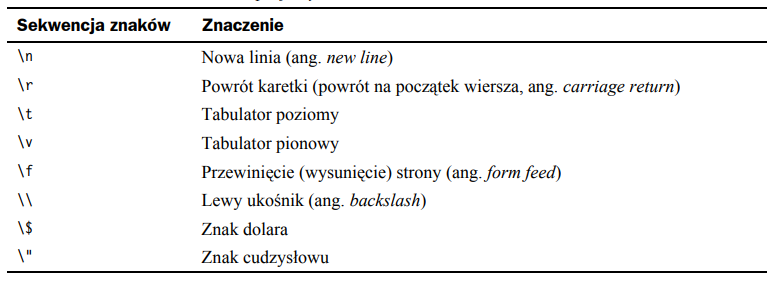 Sekwencja znaków Znaczenie
\n Nowa linia (ang. new line)
\r Powrót karetki (powrót na początek wiersza, ang. carriage return)
\t Tabulator poziomy
\v Tabulator pionowy
\f Przewinięcie (wysunięcie) strony (ang. form feed)
\\ Lewy ukośnik (ang. backslash)
\$ Znak dolara
\" Znak cudzysłowu